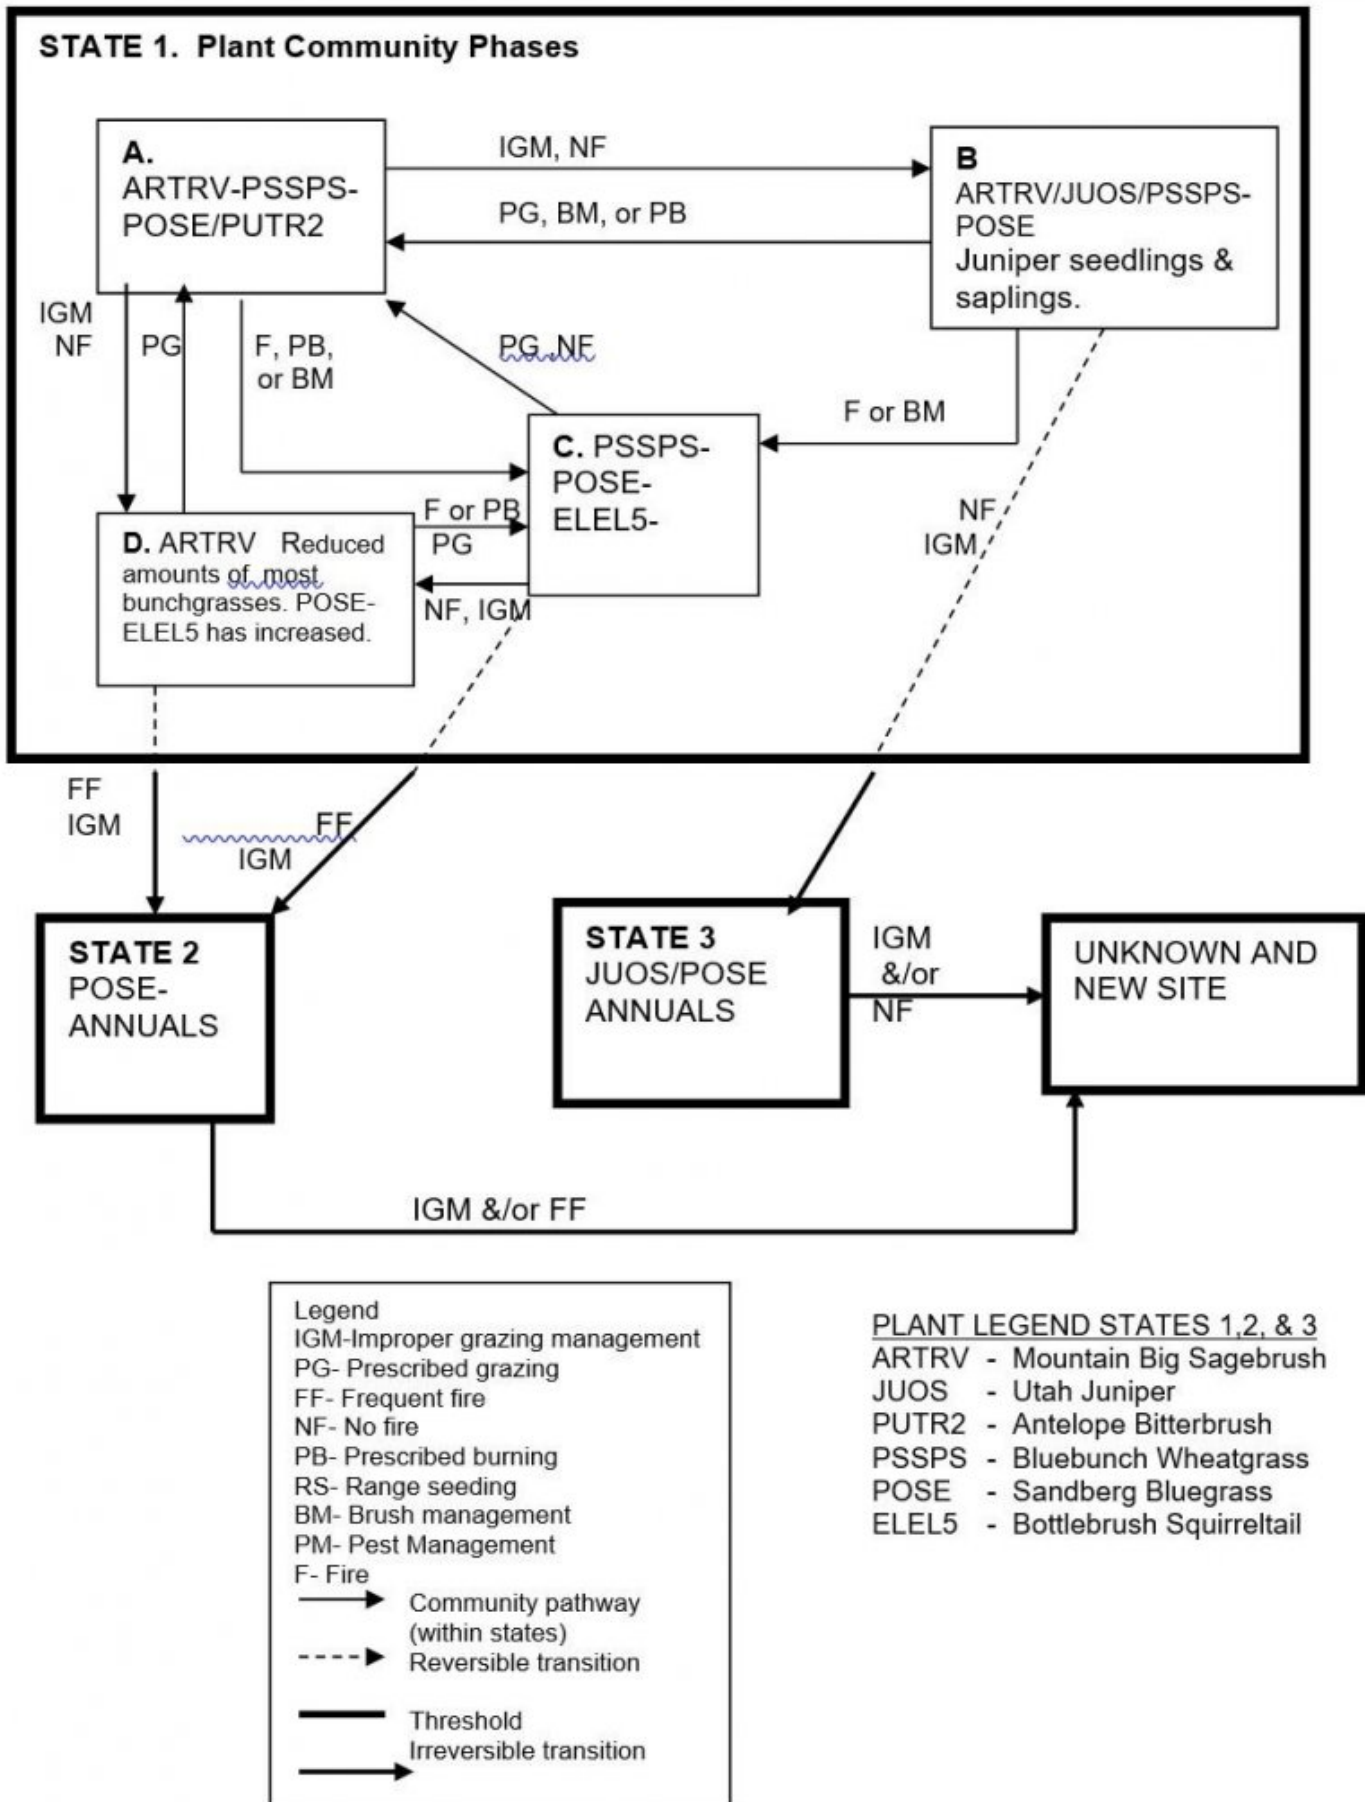 STATE 1. Plant Community Phases
A.
ARTRV-PSSPS-
POSE/PUTR2
IGM, NF
PG, BM, or PB
B
ARTRV/JUOS/PSSPS-
POSE
Juniper seedlings &
saplings.
IGM
NF
PG
F, PB,
or BM
PG ,NF
F or BM
C. PSSPS-
POSE-
ELEL5-
F or PB
PG
NF, IGM
D. ARTRV Reduced
amounts of most
bunchgrasses. POSE-
ELEL5 has increased.
NF
IGM
FF
IGM
FF
IGM
STATE 2
POSE-
ANNUALS
STATE 3
JUOS/POSE
ANNUALS
IGM
&/or
NF
UNKNOWN AND
NEW SITE
IGM &/or FF
Legend
IGM-Improper grazing management
PG- Prescribed grazing
FF- Frequent fire
NF- No fire
PB- Prescribed burning
RS- Range seeding
BM- Brush management
PM- Pest Management
F- Fire
Community pathway
(within states)
Reversible transition
Threshold
Irreversible transition
PLANT LEGEND STATES 1,2, & 3
ARTRV - Mountain Big Sagebrush
JUOS - Utah Juniper
PUTR2 - Antelope Bitterbrush
PSSPS - Bluebunch Wheatgrass
POSE - Sandberg Bluegrass
ELEL5 - Bottlebrush Squirreltail